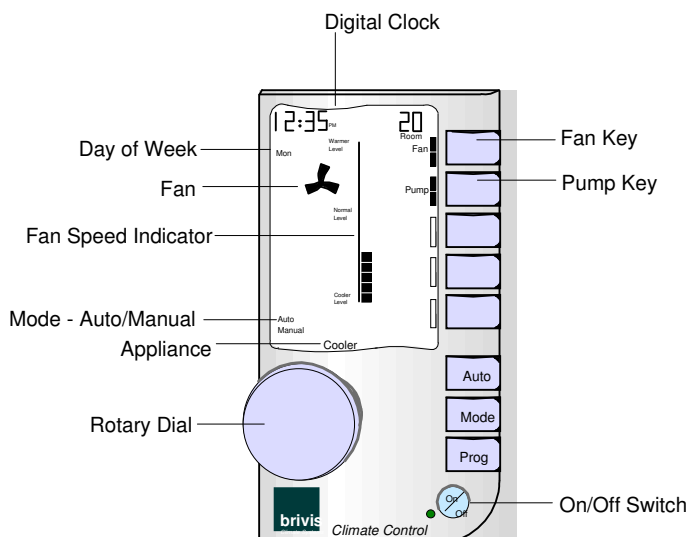 Digital Clock
12:35 PM
20
Room
Warmer
Level
Fan
Fan Key
Day of Week
Mon
Fan
Pump
Pump Key
Normal
Level
Fan Speed Indicator
Cooler
Level
Mode - Auto/Manual
Auto
Manual
Appliance
Cooler
Auto
Rotary Dial
Mode
Prog
On
Off
On/Off Switch
brivis
Climate Control